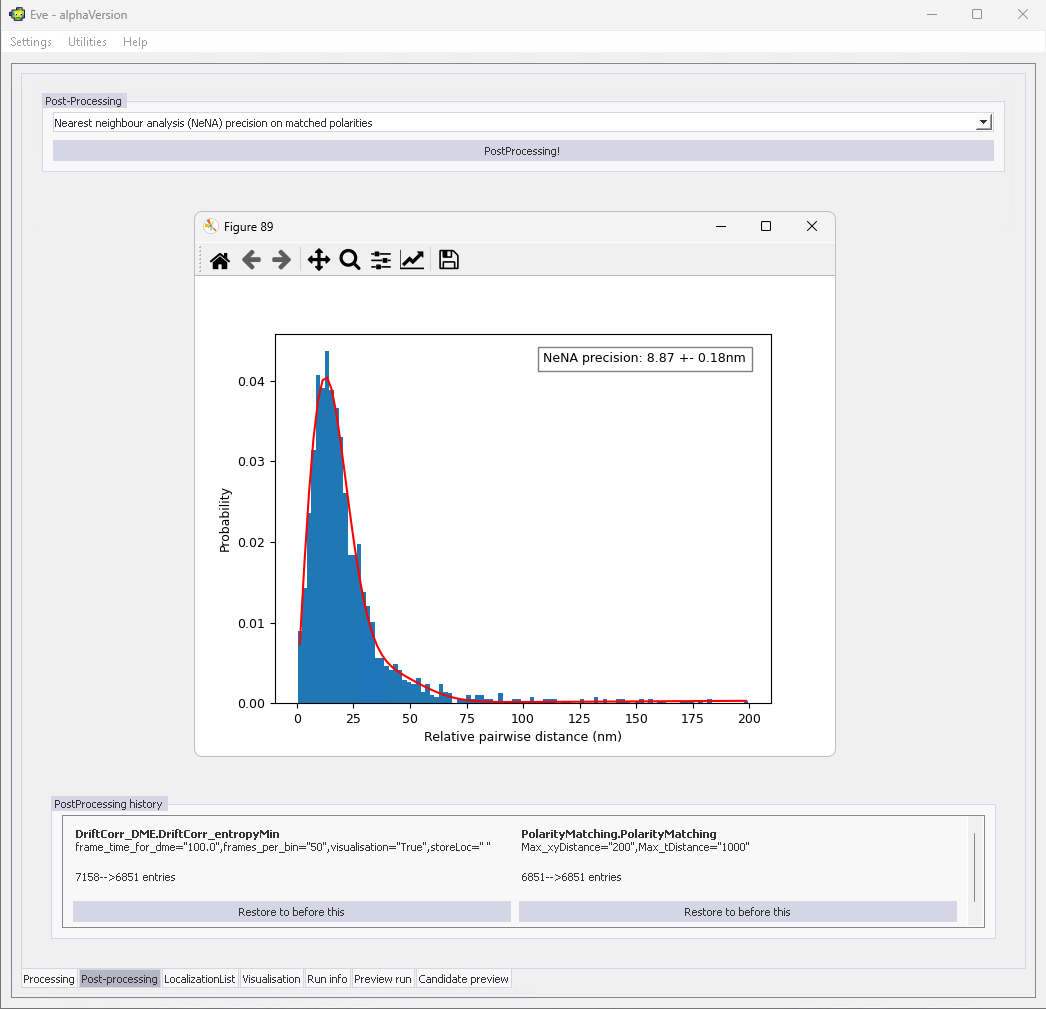 Eve - alphaVersion
Settings Utilities Help
Post-Processing
Nearest neighbour analysis (NeNA) precision on matched polarities
PostProcessing!
Figure 89
NeNA precision: 8.87 +- 0.18nm
0.04
0.03
0.02
0.01
0.00
Probability
0 25 50 75 100 125 150 175 200
Relative pairwise distance (nm)
PostProcessing history
DriftCorr_DME.DriftCorr_entropyMin
frame_time_for_dme="100.0",frames_per_bin="50",visualisation="True",storeLoc=" "
7158-->6851 entries
Restore to before this
PolarityMatching.PolarityMatching
Max_xyDistance="200",Max_tDistance="1000"
6851-->6851 entries
Restore to before this
Processing Post-processing LocalizationList Visualisation Run info Preview run Candidate preview